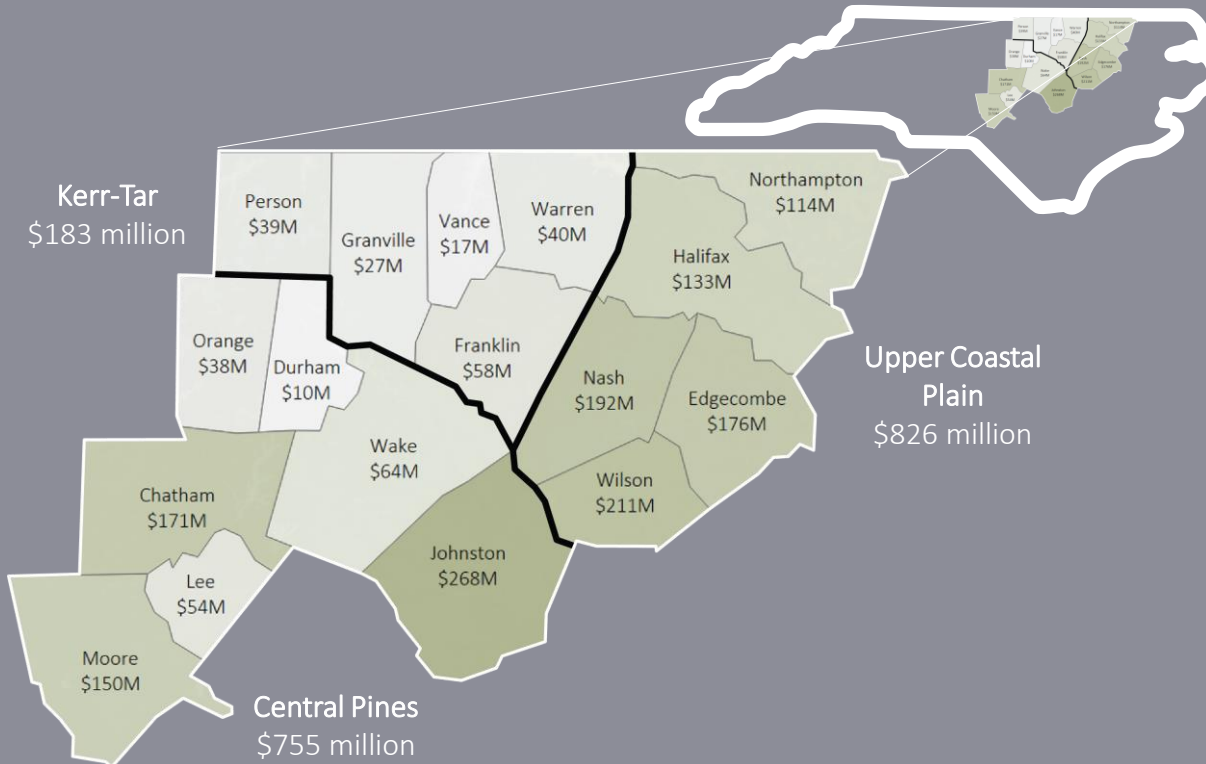 Kerr-Tar
$183 million
Person
$39M
Granville
$27M
Vance
$17M
Warren
$40M
Franklin
$58M
Northampton
$114M
Halifax
$133M
Nash
$192M
Edgecombe
$176M
Wilson
$211M
Upper Coastal
Plain
$826 million
Orange
$38M
Durham
$10M
Wake
$64M
Chatham
$171M
Lee
$54M
Johnston
$268M
Moore
$150M
Central Pines
$755 million